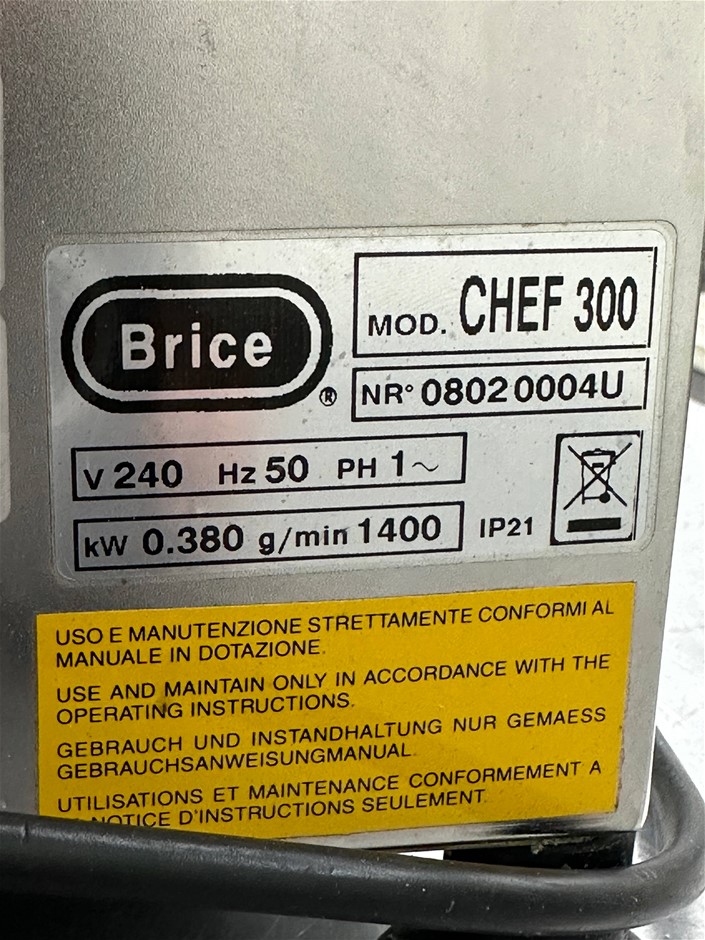 Brice
®
MOD. CHEF 300
NR° 08020004U
V 240 Hz 50 PH 1~
kW 0.380 g/min 1400
IP21
USO E MANUTENZIONE STRETTAMENTE CONFORMI AL
MANUALE IN DOTAZIONE.
USE AND MAINTAIN ONLY IN ACCORDANCE WITH THE
OPERATING INSTRUCTIONS.
GEBRAUCH UND INSTANDHALTUNG NUR GEMAESS
GEBRAUCHSANWEISUNGMANUAL.
UTILISATIONS ET MAINTENANCE CONFORMEMENT A
NOTICE D'INSTRUCTIONS SEULEMENT.